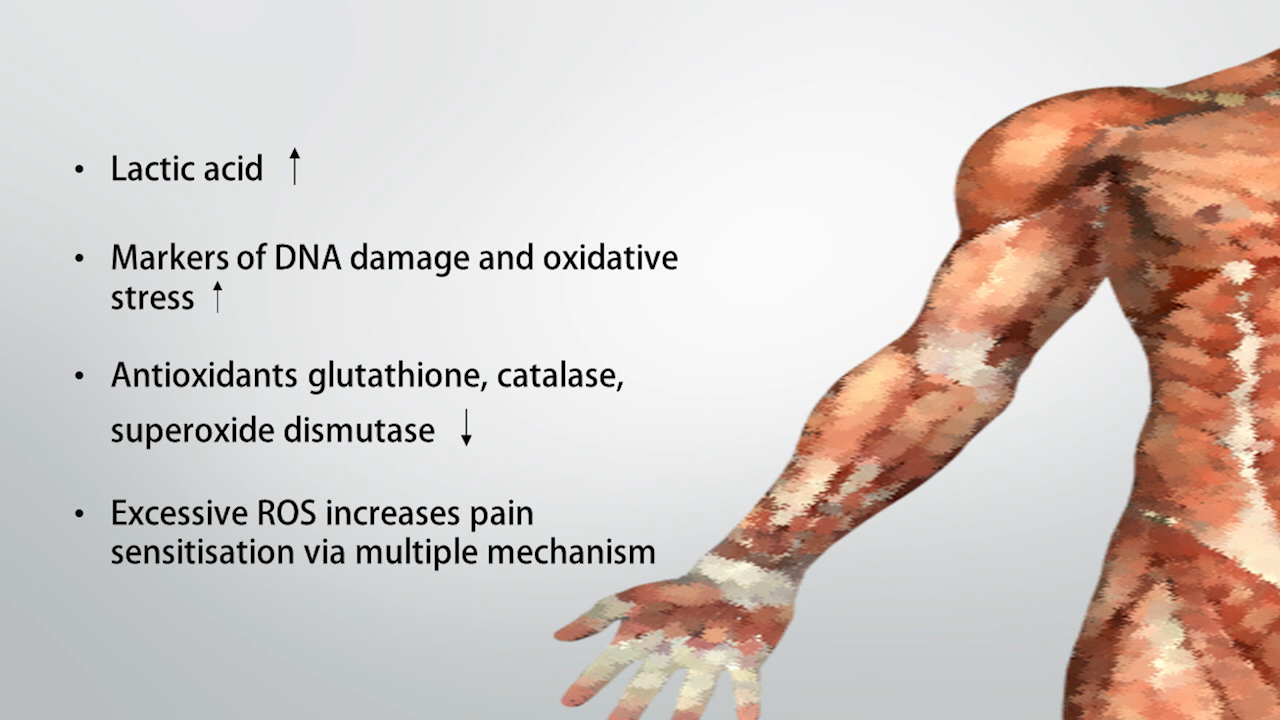 • Lactic acid ↑
• Markers of DNA damage and oxidative
stress ↑
• Antioxidants glutathione, catalase,
superoxide dismutase ↓
• Excessive ROS increases pain
sensitisation via multiple mechanism